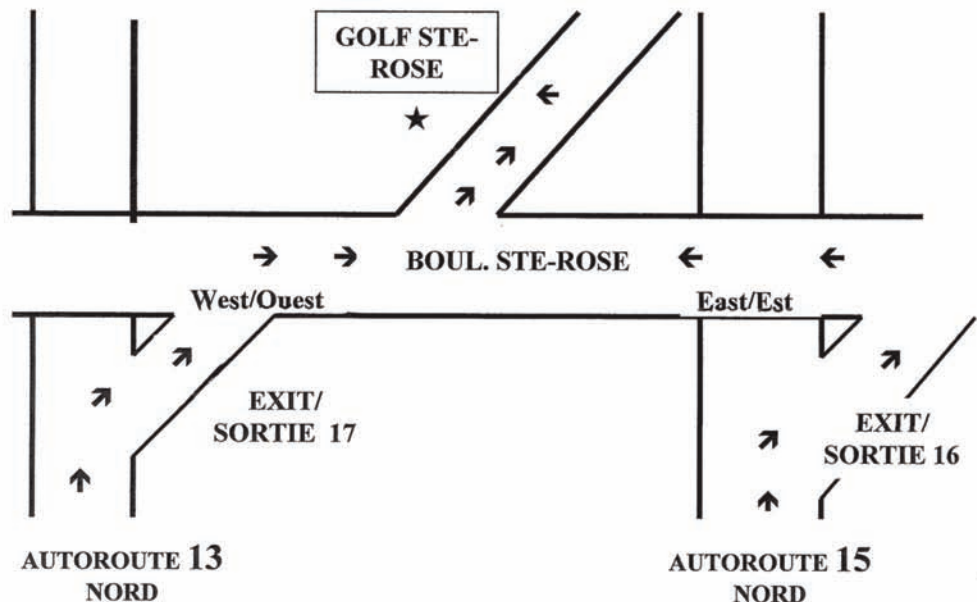 GOLF STE-
ROSE
BOUL. STE-ROSE
West/Ouest
East/Est
EXIT/
SORTIE 17
EXIT/
SORTIE 16
AUTOROUTE 13
NORD
AUTOROUTE 15
NORD